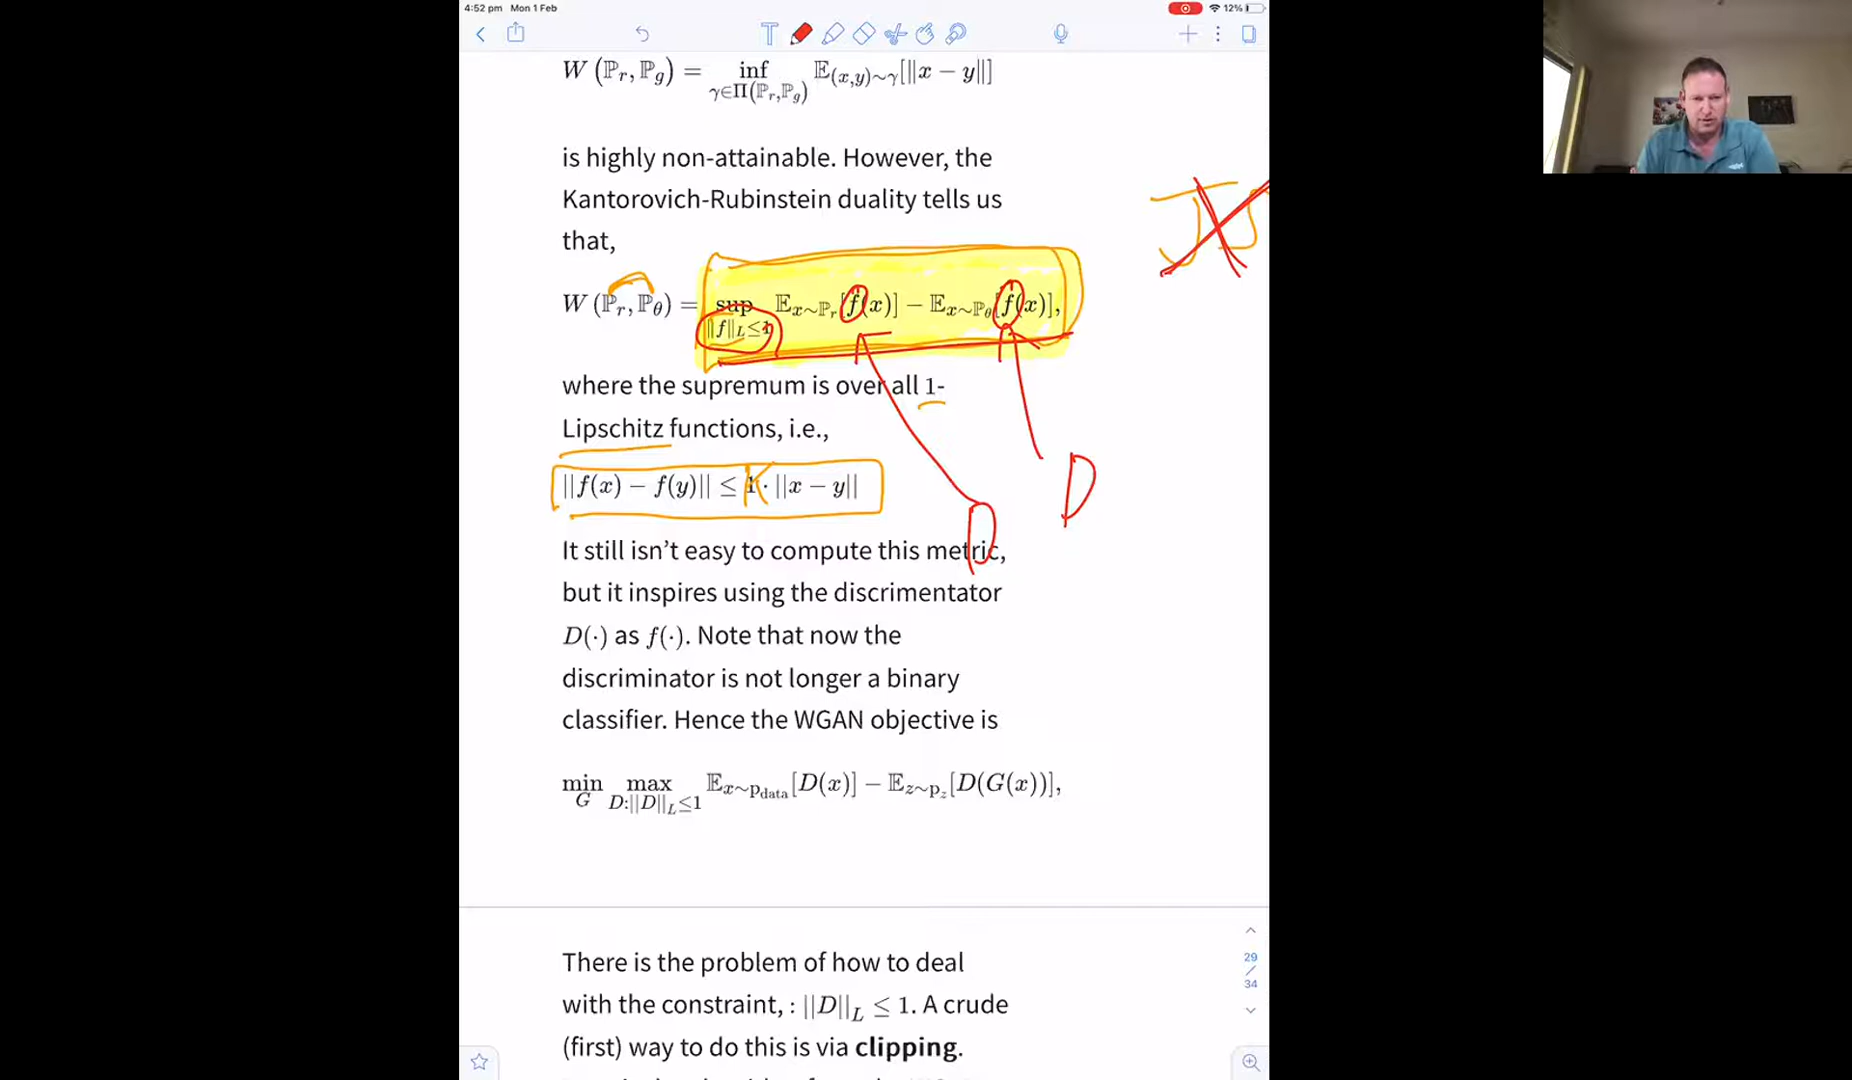 4:52 pm Mon 1 Feb
12%
W (ℙ_r, ℙ_g) = inf_{γ∈Π(ℙ_r,ℙ_g)} 𝔼_{(x,y)∼γ}[||x − y||]
is highly non-attainable. However, the
Kantorovich-Rubinstein duality tells us
that,
JS
W (ℙ_r, ℙ_θ) = sup_{||f||_L≤1} 𝔼_{x∼ℙ_r}[f(x)] − 𝔼_{x∼ℙ_θ}[f(x)],
where the supremum is over all 1-
Lipschitz functions, i.e.,
||f(x) − f(y)|| ≤ 1 · ||x − y||
K
D
D
It still isn’t easy to compute this metric,
but it inspires using the discrimentator
D(·) as f(·). Note that now the
discriminator is not longer a binary
classifier. Hence the WGAN objective is
min_G max_{D:||D||_L≤1} 𝔼_{x∼p_data}[D(x)] − 𝔼_{z∼p_z}[D(G(x))],
There is the problem of how to deal
with the constraint, : ||D||_L ≤ 1. A crude
(first) way to do this is via clipping.
29
/
34